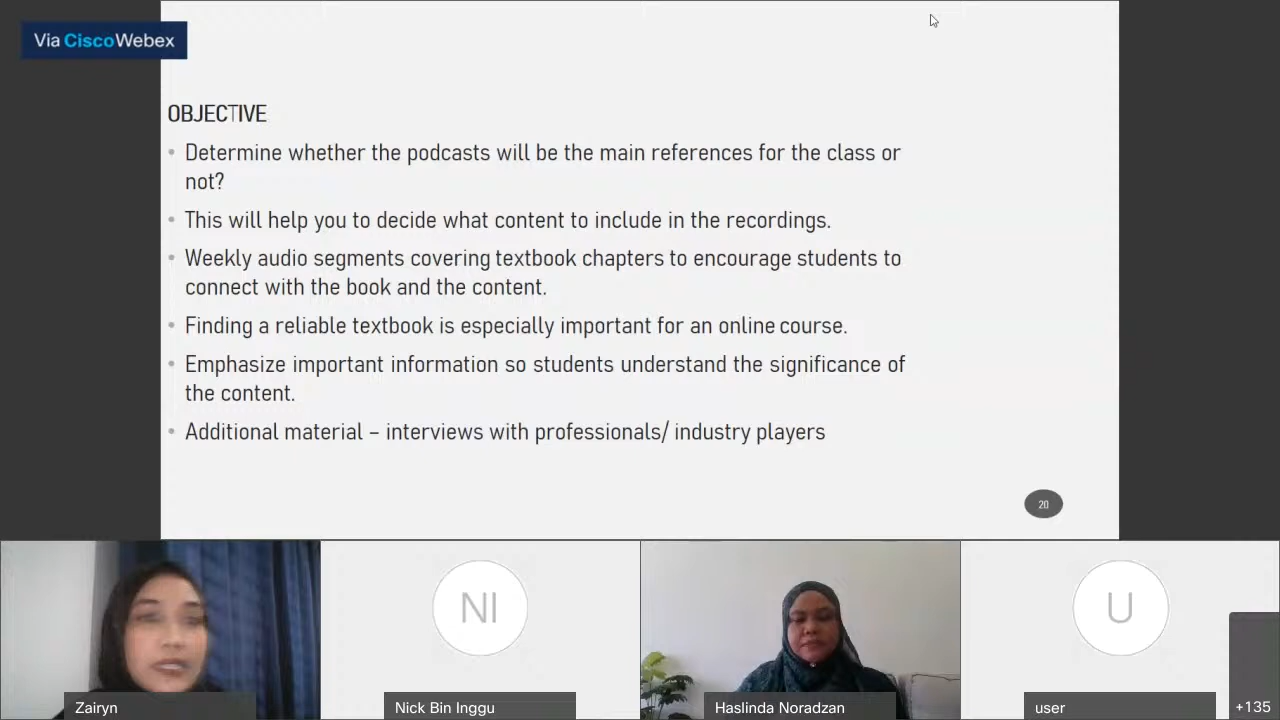 Via CiscoWebex
OBJECTIVE
• Determine whether the podcasts will be the main references for the class or
not?
• This will help you to decide what content to include in the recordings.
• Weekly audio segments covering textbook chapters to encourage students to
connect with the book and the content.
• Finding a reliable textbook is especially important for an online course.
• Emphasize important information so students understand the significance of
the content.
• Additional material – interviews with professionals/ industry players
20
NI
U
Zairyn
Nick Bin Inggu
Haslinda Noradzan
user
+135